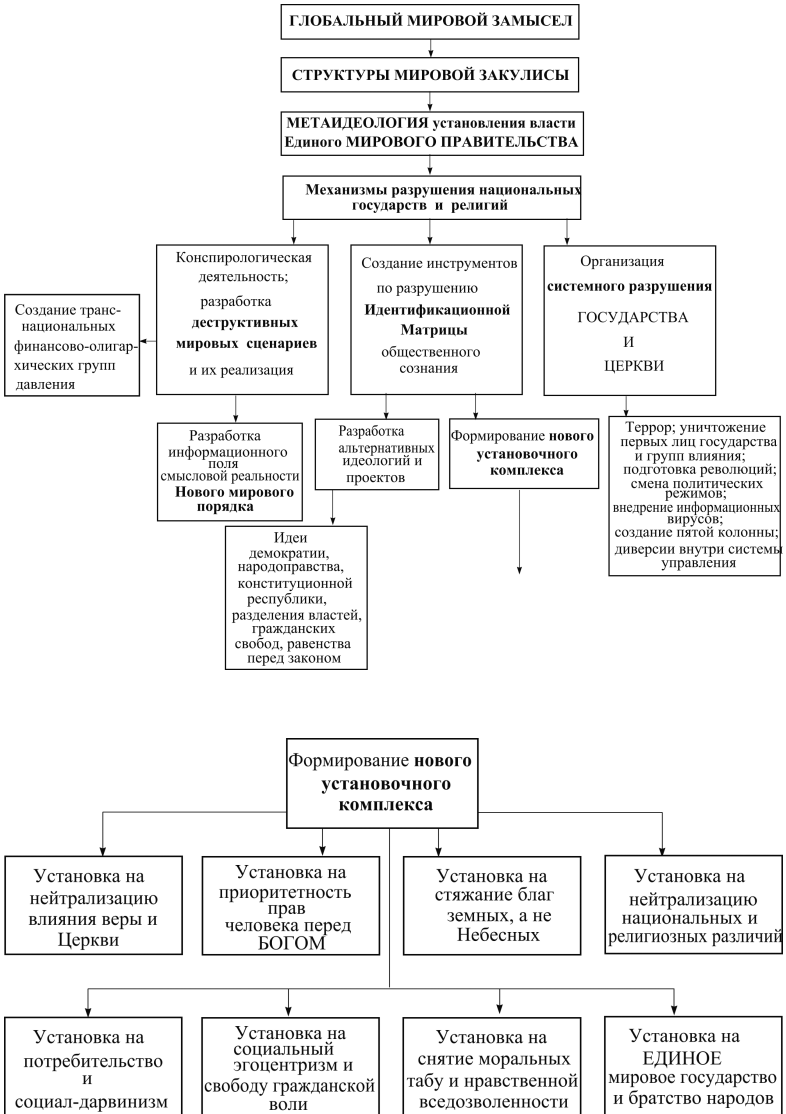 ГЛОБАЛЬНЫЙ МИРОВОЙ ЗАМЫСЕЛ
СТРУКТУРЫ МИРОВОЙ ЗАКУЛИСЫ
МЕТАИДЕОЛОГИЯ установления власти
Единого МИРОВОГО ПРАВИТЕЛЬСТВА
Механизмы разрушения национальных
государств и религий
Создание транс-
национальных
финансово-олигар-
хических групп
давления
Конспирологическая
деятельность;
разработка
деструктивных
мировых сценариев
и их реализация
Создание инструментов
по разрушению
Идентификационной
Матрицы
общественного
сознания
Организация
системного разрушения
ГОСУДАРСТВА
И
ЦЕРКВИ
Разработка
информационного
поля
смысловой реальности
Нового мирового
порядка
Разработка
альтернативных
идеологий и
проектов
Формирование нового
установочного
комплекса
Террор; уничтожение
первых лиц государства
и групп влияния;
подготовка революций;
смена политических
режимов;
внедрение информационных
вирусов;
создание пятой колонны;
диверсии внутри системы
управления
Идеи
демократии,
народоправства,
конституционной
республики,
разделения властей,
гражданских
свобод, равенства
перед законом
Формирование нового
установочного
комплекса
Установка на
нейтрализацию
влияния веры и
Церкви
Установка на
приоритетность
прав
человека перед
БОГОМ
Установка на
стяжание благ
земных, а не
Небесных
Установка на
нейтрализацию
национальных и
религиозных различий
Установка на
потребительство
и
социал-дарвинизм
Установка на
социальный
эгоцентризм и
свободу гражданской
воли
Установка на
снятие моральных
табу и нравственной
вседозволенности
Установка на
ЕДИНОЕ
мировое государство
и братство народов